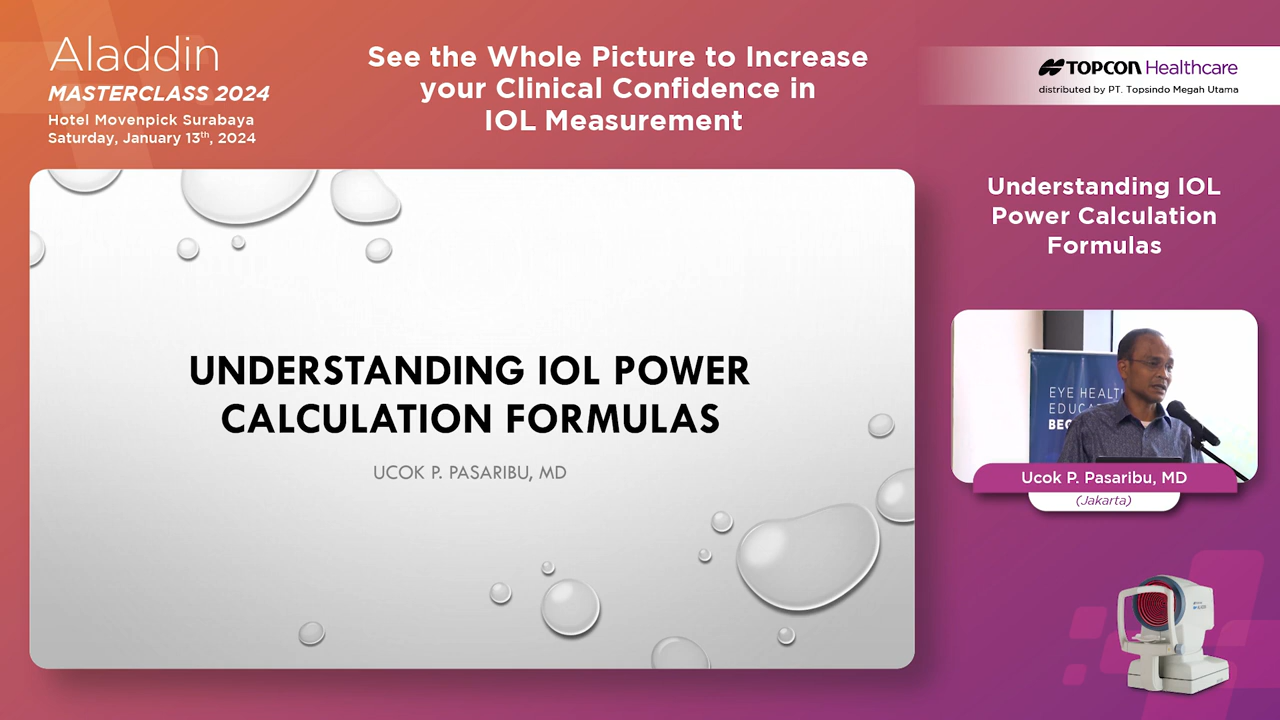 Aladdin
MASTERCLASS 2024
Hotel Movenpick Surabaya
Saturday, January 13th, 2024
See the Whole Picture to Increase
your Clinical Confidence in
IOL Measurement
TOPCON Healthcare
distributed by PT. Topsindo Megah Utama
UNDERSTANDING IOL POWER
CALCULATION FORMULAS
UCOK P. PASARIBU, MD
Understanding IOL
Power Calculation
Formulas
EYE HEALT
EDUCAT
BEG
Ucok P. Pasaribu, MD
(Jakarta)